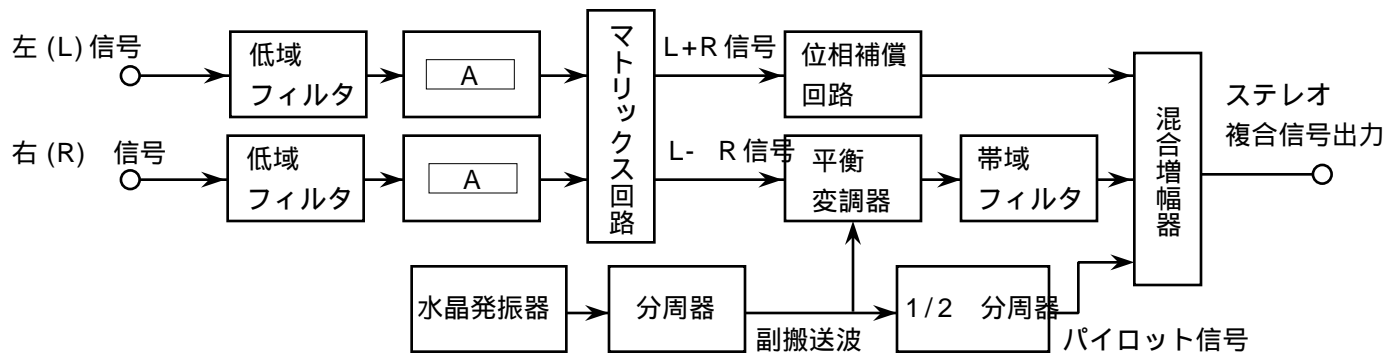 左 (L) 信号
低域
フィルタ
A
マトリックス回路
L+R 信号
位相補償
回路
混合増幅器
ステレオ
複合信号出力
右 (R) 信号
低域
フィルタ
A
L- R 信号
平衡
変調器
帯域
フィルタ
水晶発振器
分周器
副搬送波
1/2 分周器
パイロット信号